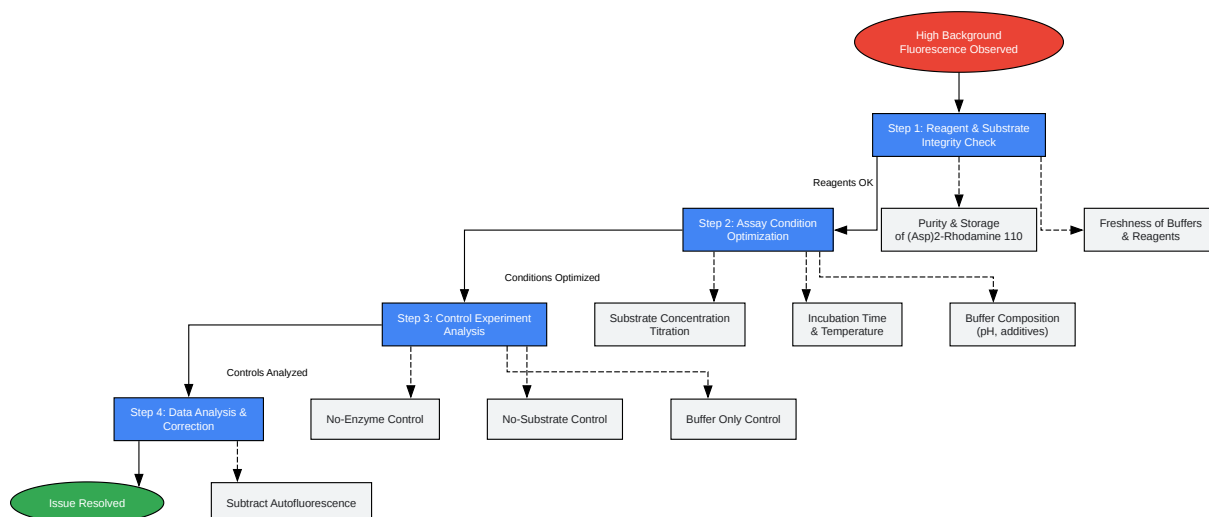 High Background
Fluorescence Observed
Step 1: Reagent & Substrate
Integrity Check
Reagents OK
Step 2: Assay Condition
Optimization
Purity & Storage
of (Asp)2-Rhodamine 110
Freshness of Buffers
& Reagents
Conditions Optimized
Step 3: Control Experiment
Analysis
Substrate Concentration
Titration
Incubation Time
& Temperature
Buffer Composition
(pH, additives)
Controls Analyzed
Step 4: Data Analysis &
Correction
No-Enzyme Control
No-Substrate Control
Buffer Only Control
Issue Resolved
Subtract Autofluorescence